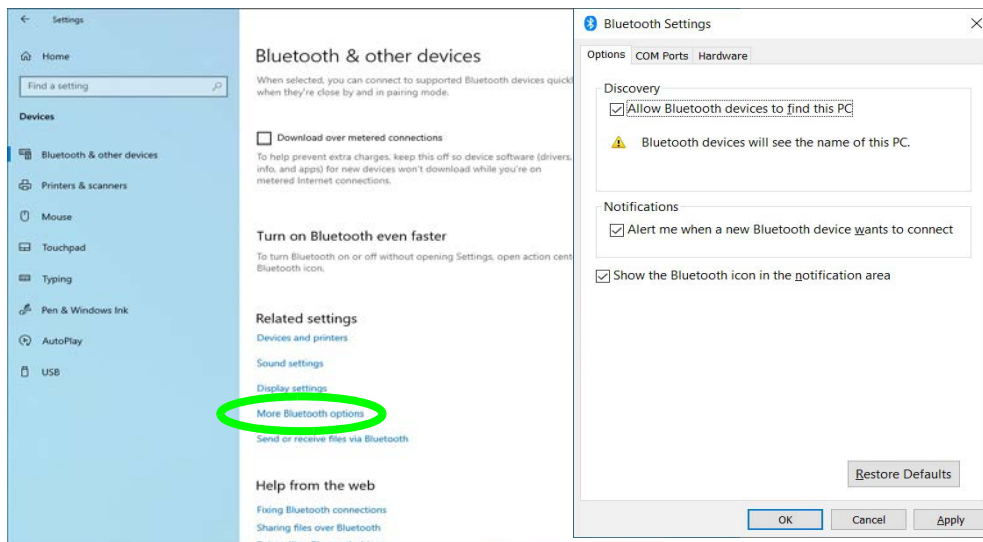 Settings
Home
Find a setting
Devices
Bluetooth & other devices
Printers & scanners
Mouse
Touchpad
Typing
Pen & Windows Ink
AutoPlay
USB
Bluetooth & other devices
When selected, you can connect to supported Bluetooth devices quickl
when they're close by and in pairing mode.
Download over metered connections
To help prevent extra charges, keep this off so device software (drivers,
info, and apps) for new devices won't download while you're on
metered Internet connections.
Turn on Bluetooth even faster
To turn Bluetooth on or off without opening Settings, open action cent
Bluetooth icon.
Related settings
Devices and printers
Sound settings
Display settings
More Bluetooth options
Send or receive files via Bluetooth
Help from the web
Fixing Bluetooth connections
Sharing files over Bluetooth
Bluetooth Settings
Options COM Ports Hardware
Discovery
Allow Bluetooth devices to find this PC
Bluetooth devices will see the name of this PC.
Notifications
Alert me when a new Bluetooth device wants to connect
Show the Bluetooth icon in the notification area
Restore Defaults
OK Cancel Apply